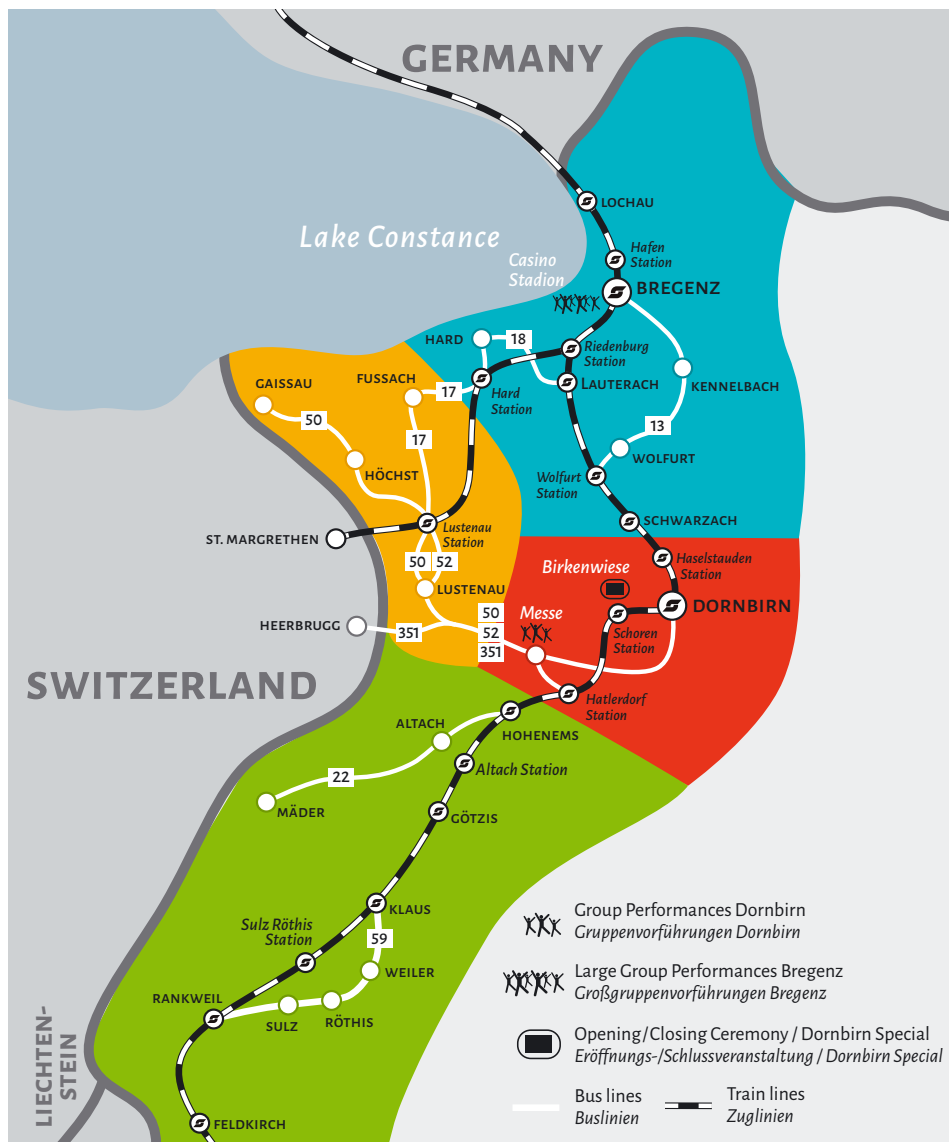 GERMANY
LOCHAU
Lake Constance
Hafen
Station
Casino
Stadion
BREGENZ
HARD
18
Riedenburg
Station
GAISSAU
FUSSACH
17
Hard
Station
LAUTERACH
KENNELBACH
50
17
13
HÖCHST
WOLFURT
Wolfurt
Station
ST. MARGRETHEN
Lustenau
Station
SCHWARZACH
50
52
Birkenwiese
Haselstauden
Station
LUSTENAU
DORNBIRN
HEERBRUGG
351
50
52
351
Messe
Schoren
Station
SWITZERLAND
Hatlerdorf
Station
ALTACH
HOHENEMS
22
Altach Station
MÄDER
GÖTZIS
KLAUS
Sulz Röthis
Station
59
WEILER
RANKWEIL
SULZ
RÖTHIS
LIECHTEN-
STEIN
FELDKIRCH
Group Performances Dornbirn
Gruppenvorführungen Dornbirn
Large Group Performances Bregenz
Großgruppenvorführungen Bregenz
Opening/Closing Ceremony / Dornbirn Special
Eröffnungs-/Schlussveranstaltung / Dornbirn Special
Bus lines
Buslinien
Train lines
Zuglinien